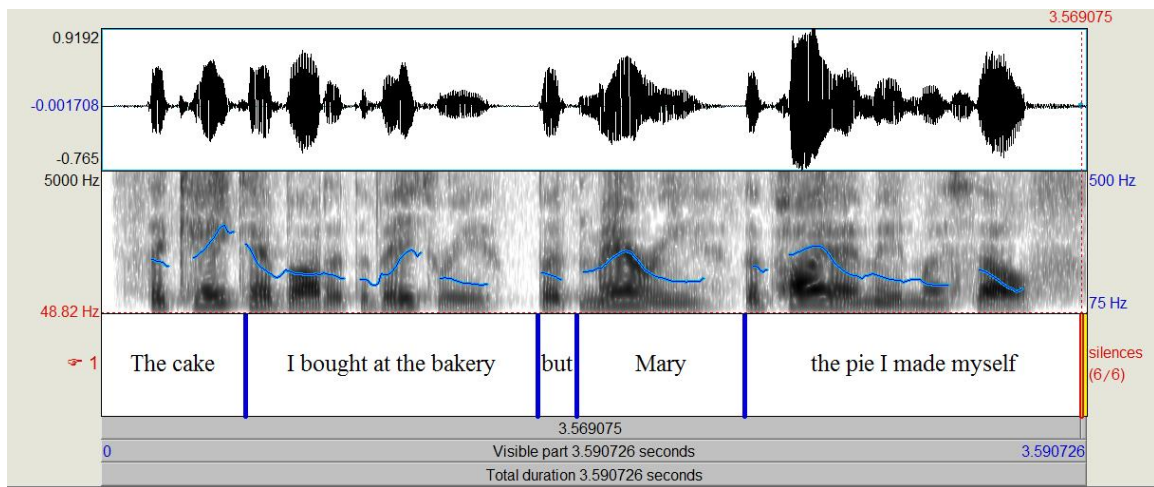 3.569075
0.9192
-0.001708
-0.765
5000 Hz 500 Hz
48.82 Hz 75 Hz
1 The cake I bought at the bakery but Mary the pie I made myself silences
(6/6)
3.569075
0 Visible part 3.590726 seconds 3.590726
Total duration 3.590726 seconds